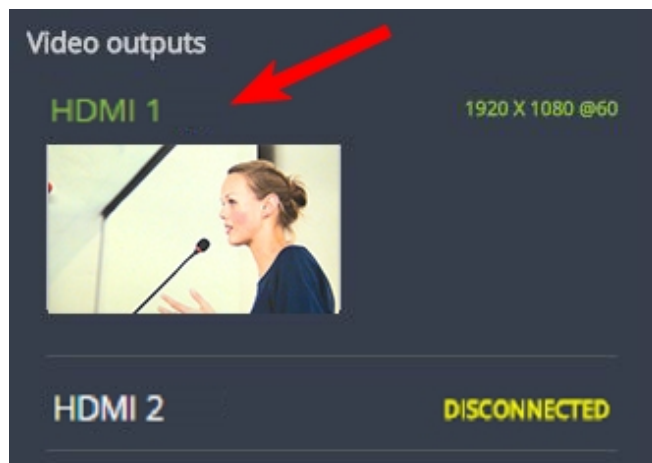 Video outputs
HDMI 1
1920 X 1080 @60
HDMI 2
DISCONNECTED